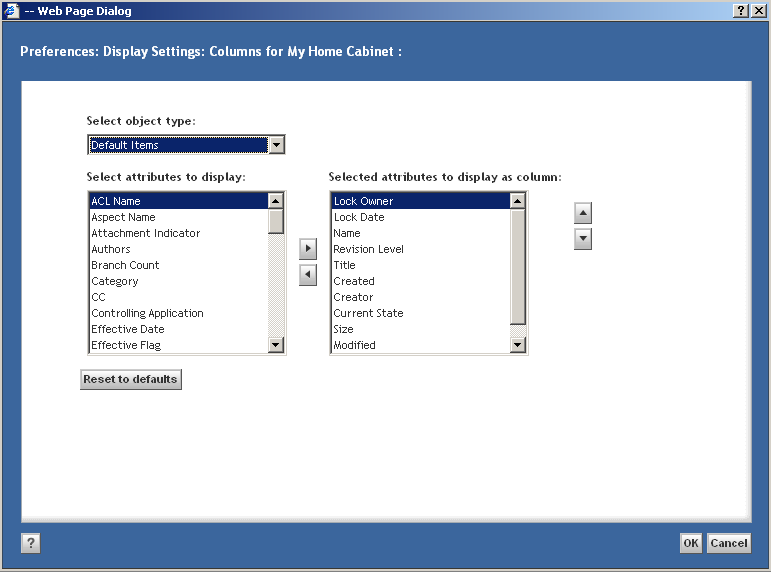 -- Web Page Dialog
Preferences: Display Settings: Columns for My Home Cabinet :
Select object type:
Default Items
Select attributes to display:
ACL Name
Aspect Name
Attachment Indicator
Authors
Branch Count
Category
CC
Controlling Application
Effective Date
Effective Flag
Selected attributes to display as column:
Lock Owner
Lock Date
Name
Revision Level
Title
Created
Creator
Current State
Size
Modified
Reset to defaults
?
OK
Cancel